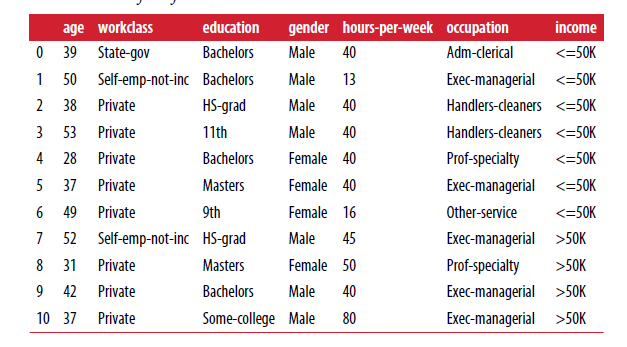 age workclass education gender hours-per-week occupation income
0 39 State-gov Bachelors Male 40 Adm-clerical <=50K
1 50 Self-emp-not-inc Bachelors Male 13 Exec-managerial <=50K
2 38 Private HS-grad Male 40 Handlers-cleaners <=50K
3 53 Private 11th Male 40 Handlers-cleaners <=50K
4 28 Private Bachelors Female 40 Prof-specialty <=50K
5 37 Private Masters Female 40 Exec-managerial <=50K
6 49 Private 9th Female 16 Other-service <=50K
7 52 Self-emp-not-inc HS-grad Male 45 Exec-managerial >50K
8 31 Private Masters Female 50 Prof-specialty >50K
9 42 Private Bachelors Male 40 Exec-managerial >50K
10 37 Private Some-college Male 80 Exec-managerial >50K